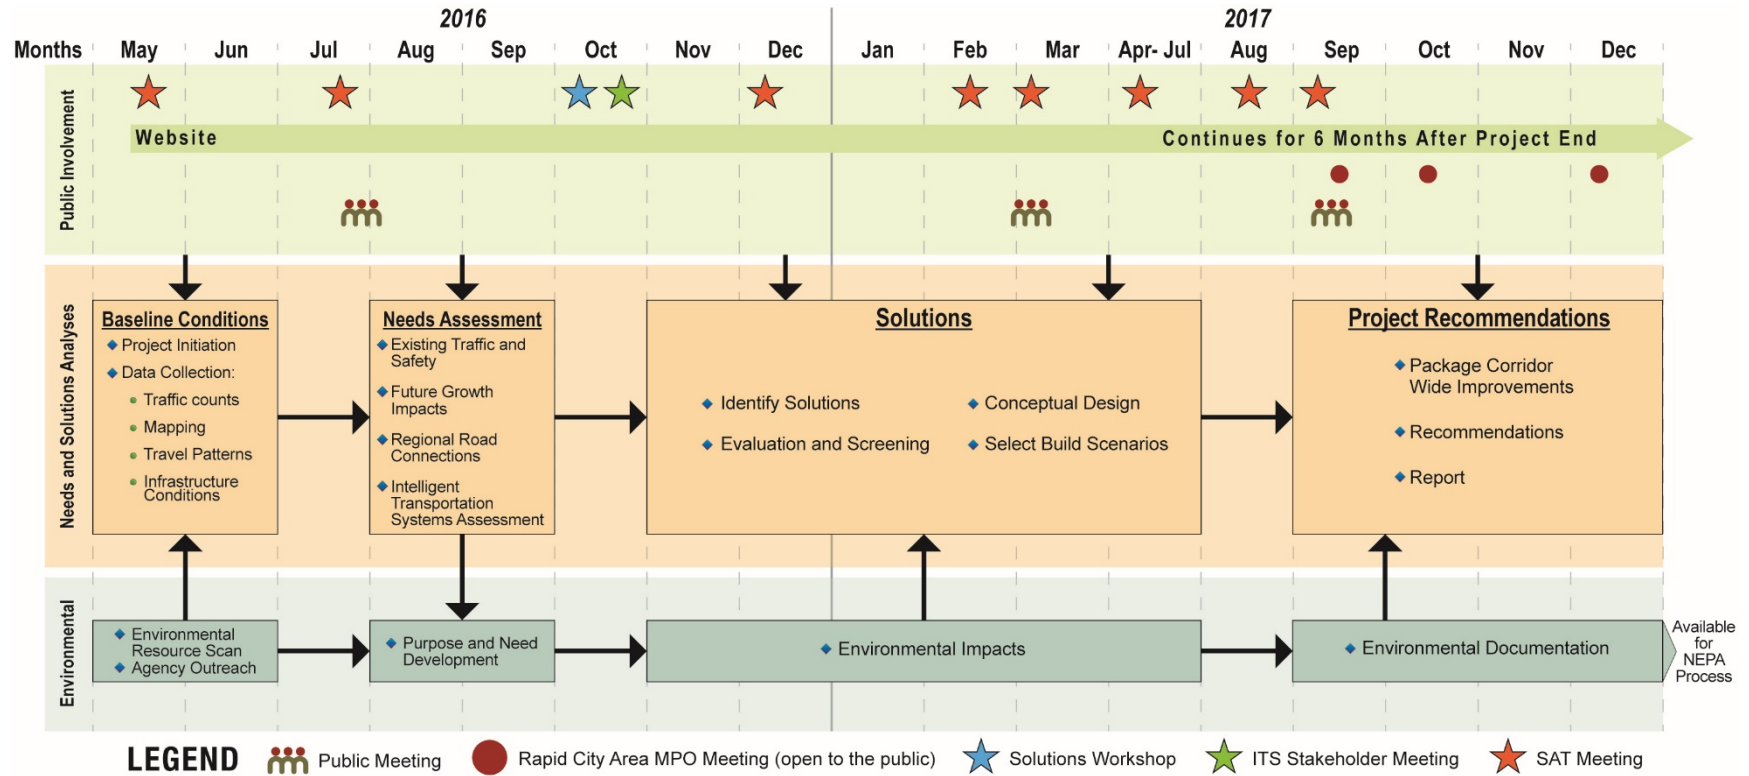 2016
2017
Months May Jun Jul Aug Sep Oct Nov Dec Jan Feb Mar Apr- Jul Aug Sep Oct Nov Dec
Public Involvement
Website
Continues for 6 Months After Project End
Needs and Solutions Analyses
Baseline Conditions
Project Initiation
Data Collection:
Traffic counts
Mapping
Travel Patterns
Infrastructure
Conditions
Needs Assessment
Existing Traffic and
Safety
Future Growth
Impacts
Regional Road
Connections
Intelligent
Transportation
Systems Assessment
Solutions
Identify Solutions
Evaluation and Screening
Conceptual Design
Select Build Scenarios
Project Recommendations
Package Corridor
Wide Improvements
Recommendations
Report
Environmental
Environmental
Resource Scan
Agency Outreach
Purpose and Need
Development
Environmental Impacts
Environmental Documentation
Available
for
NEPA
Process
LEGEND
Public Meeting
Rapid City Area MPO Meeting (open to the public)
Solutions Workshop
ITS Stakeholder Meeting
SAT Meeting